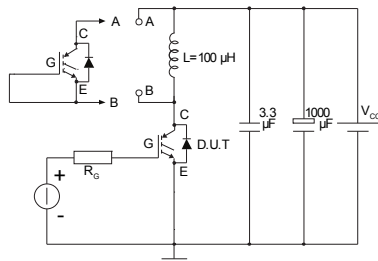 A
A
C
G
L=100 µH
E
B
B
C
3.3
µF
1000
µF
V_CC
G
D.U.T
R_G
E
+
-